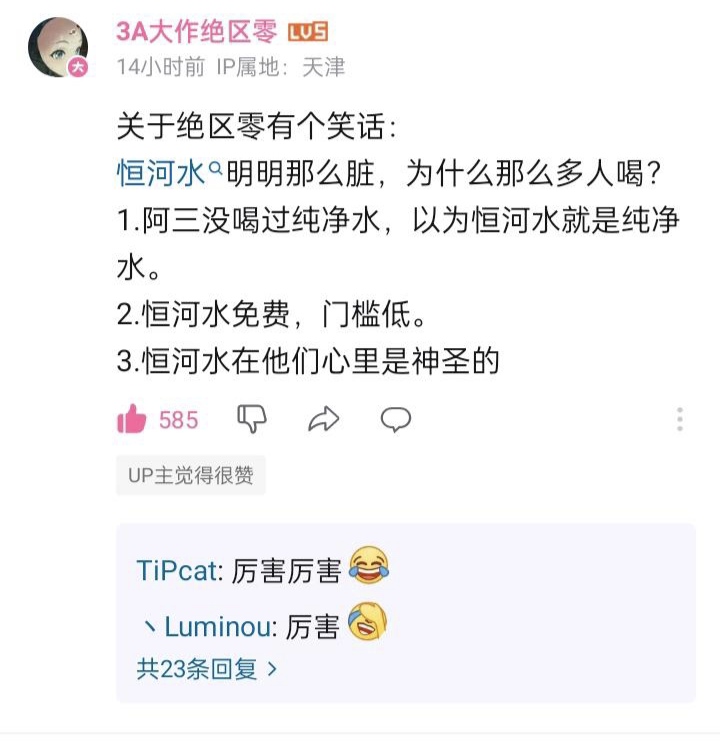 3A大作绝区零 LV5
14小时前 IP属地：天津
关于绝区零有个笑话：
恒河水明明那么脏，为什么那么多人喝？
1.阿三没喝过纯净水，以为恒河水就是纯净
水。
2.恒河水免费，门槛低。
3.恒河水在他们心里是神圣的
585
UP主觉得很赞
TiPcat: 厉害厉害
丶Luminou: 厉害
共23条回复 >
大